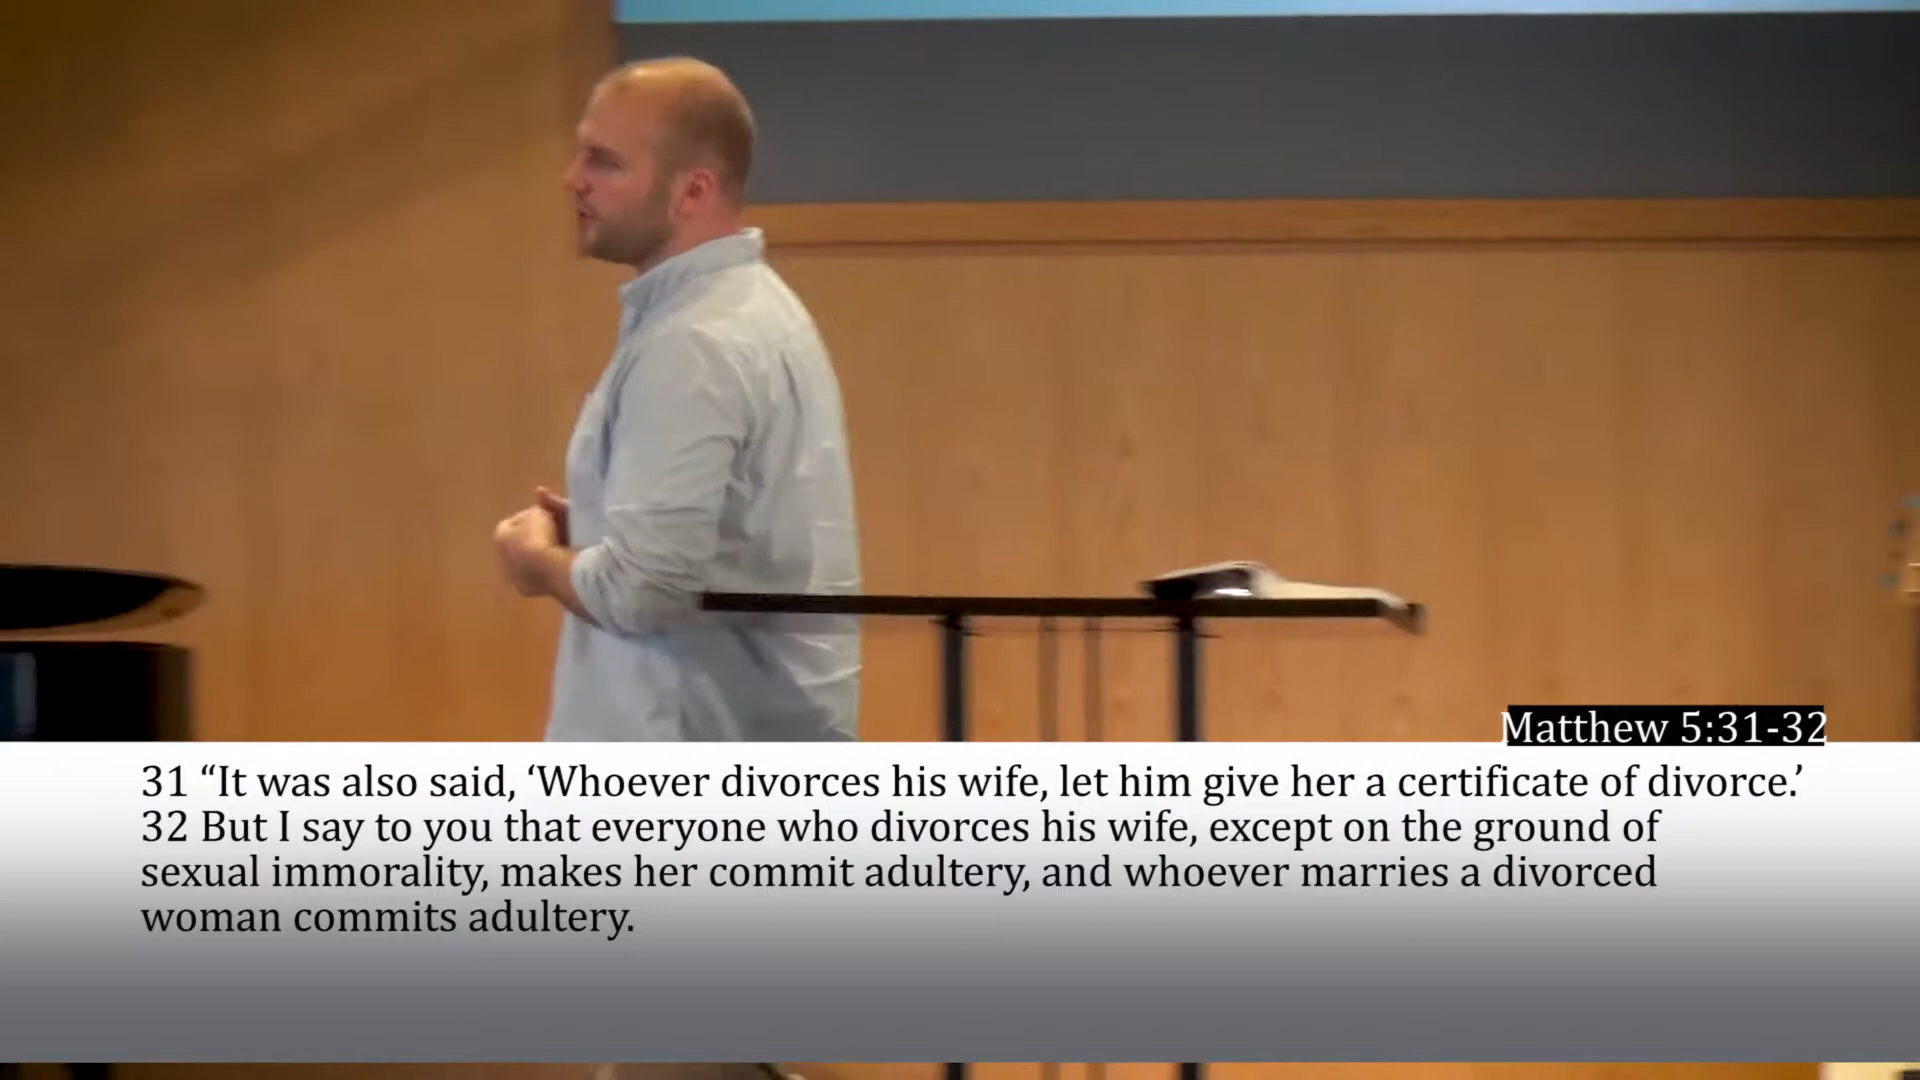 Matthew 5:31-32
31 “It was also said, ‘Whoever divorces his wife, let him give her a certificate of divorce.’
32 But I say to you that everyone who divorces his wife, except on the ground of
sexual immorality, makes her commit adultery, and whoever marries a divorced
woman commits adultery.